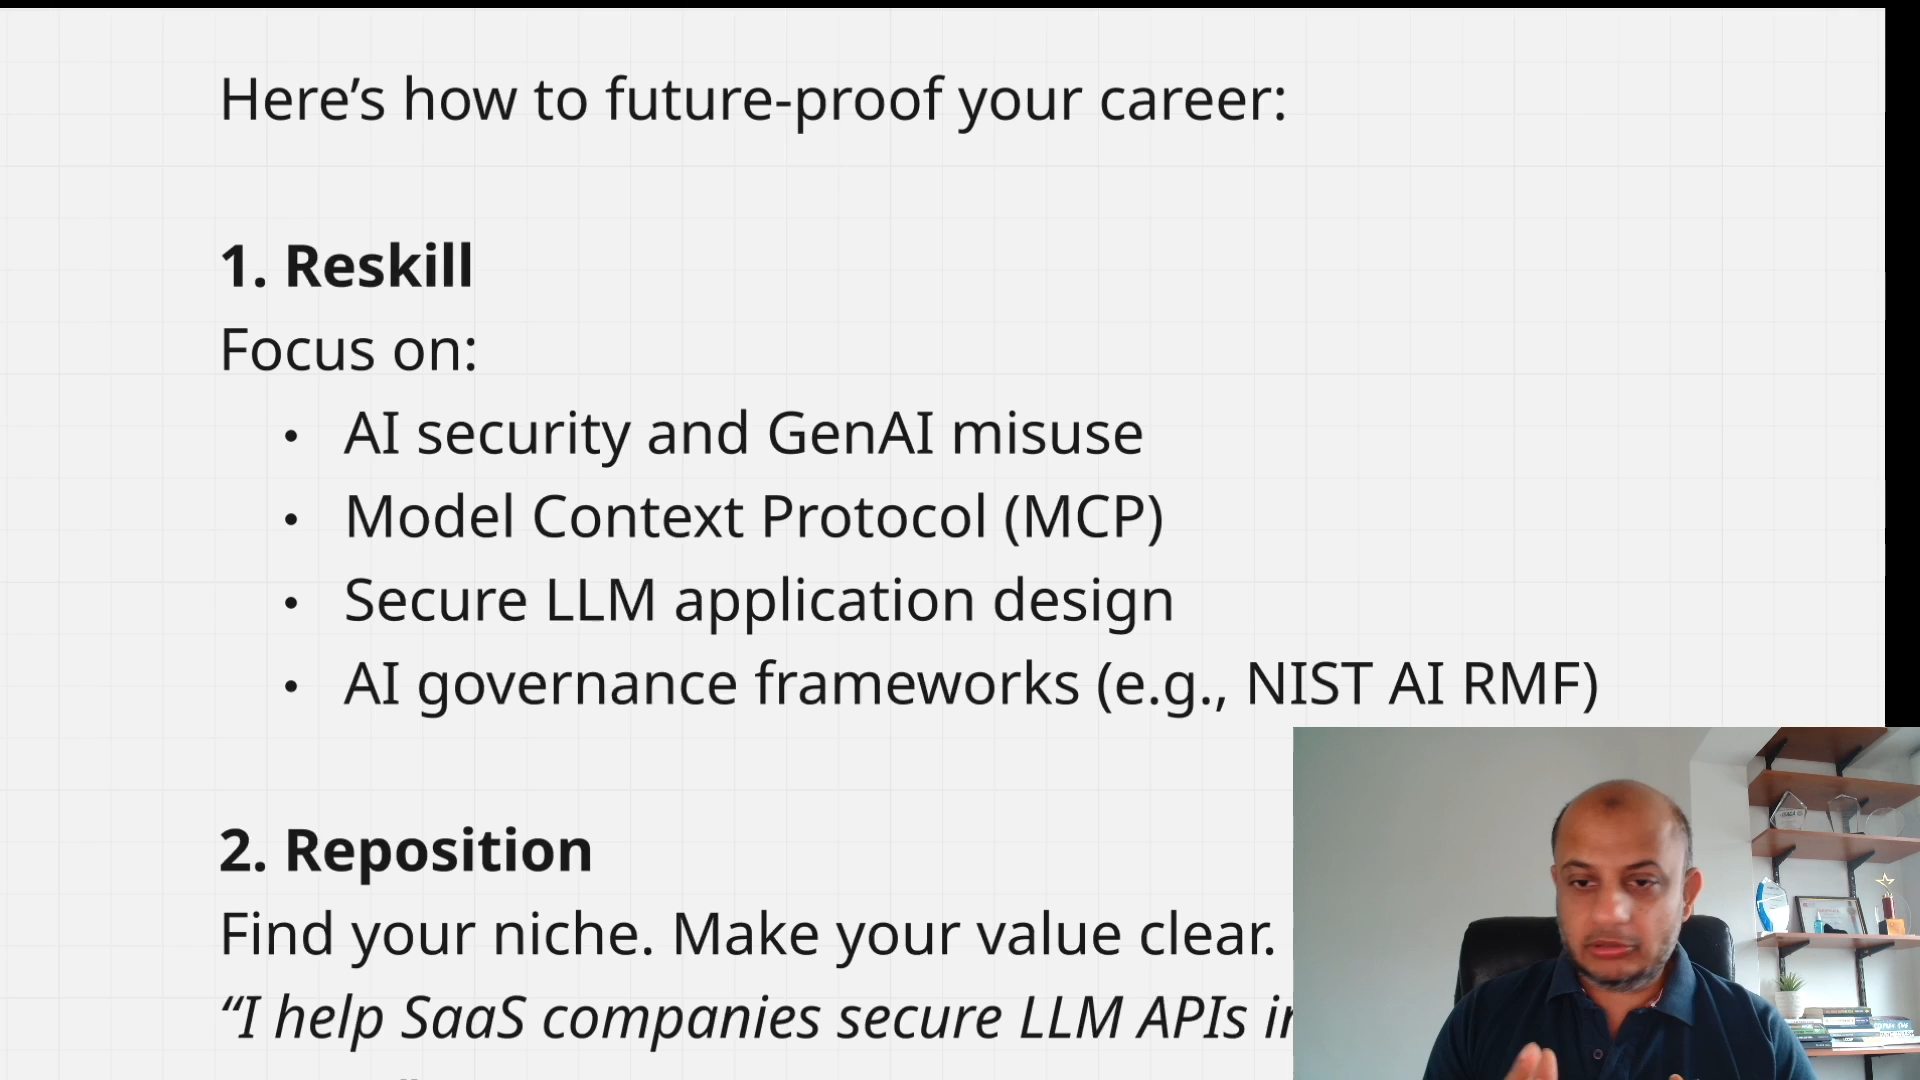 Here’s how to future-proof your career:
1. Reskill
Focus on:
• AI security and GenAI misuse
• Model Context Protocol (MCP)
• Secure LLM application design
• AI governance frameworks (e.g., NIST AI RMF)
2. Reposition
Find your niche. Make your value clear.
“I help SaaS companies secure LLM APIs